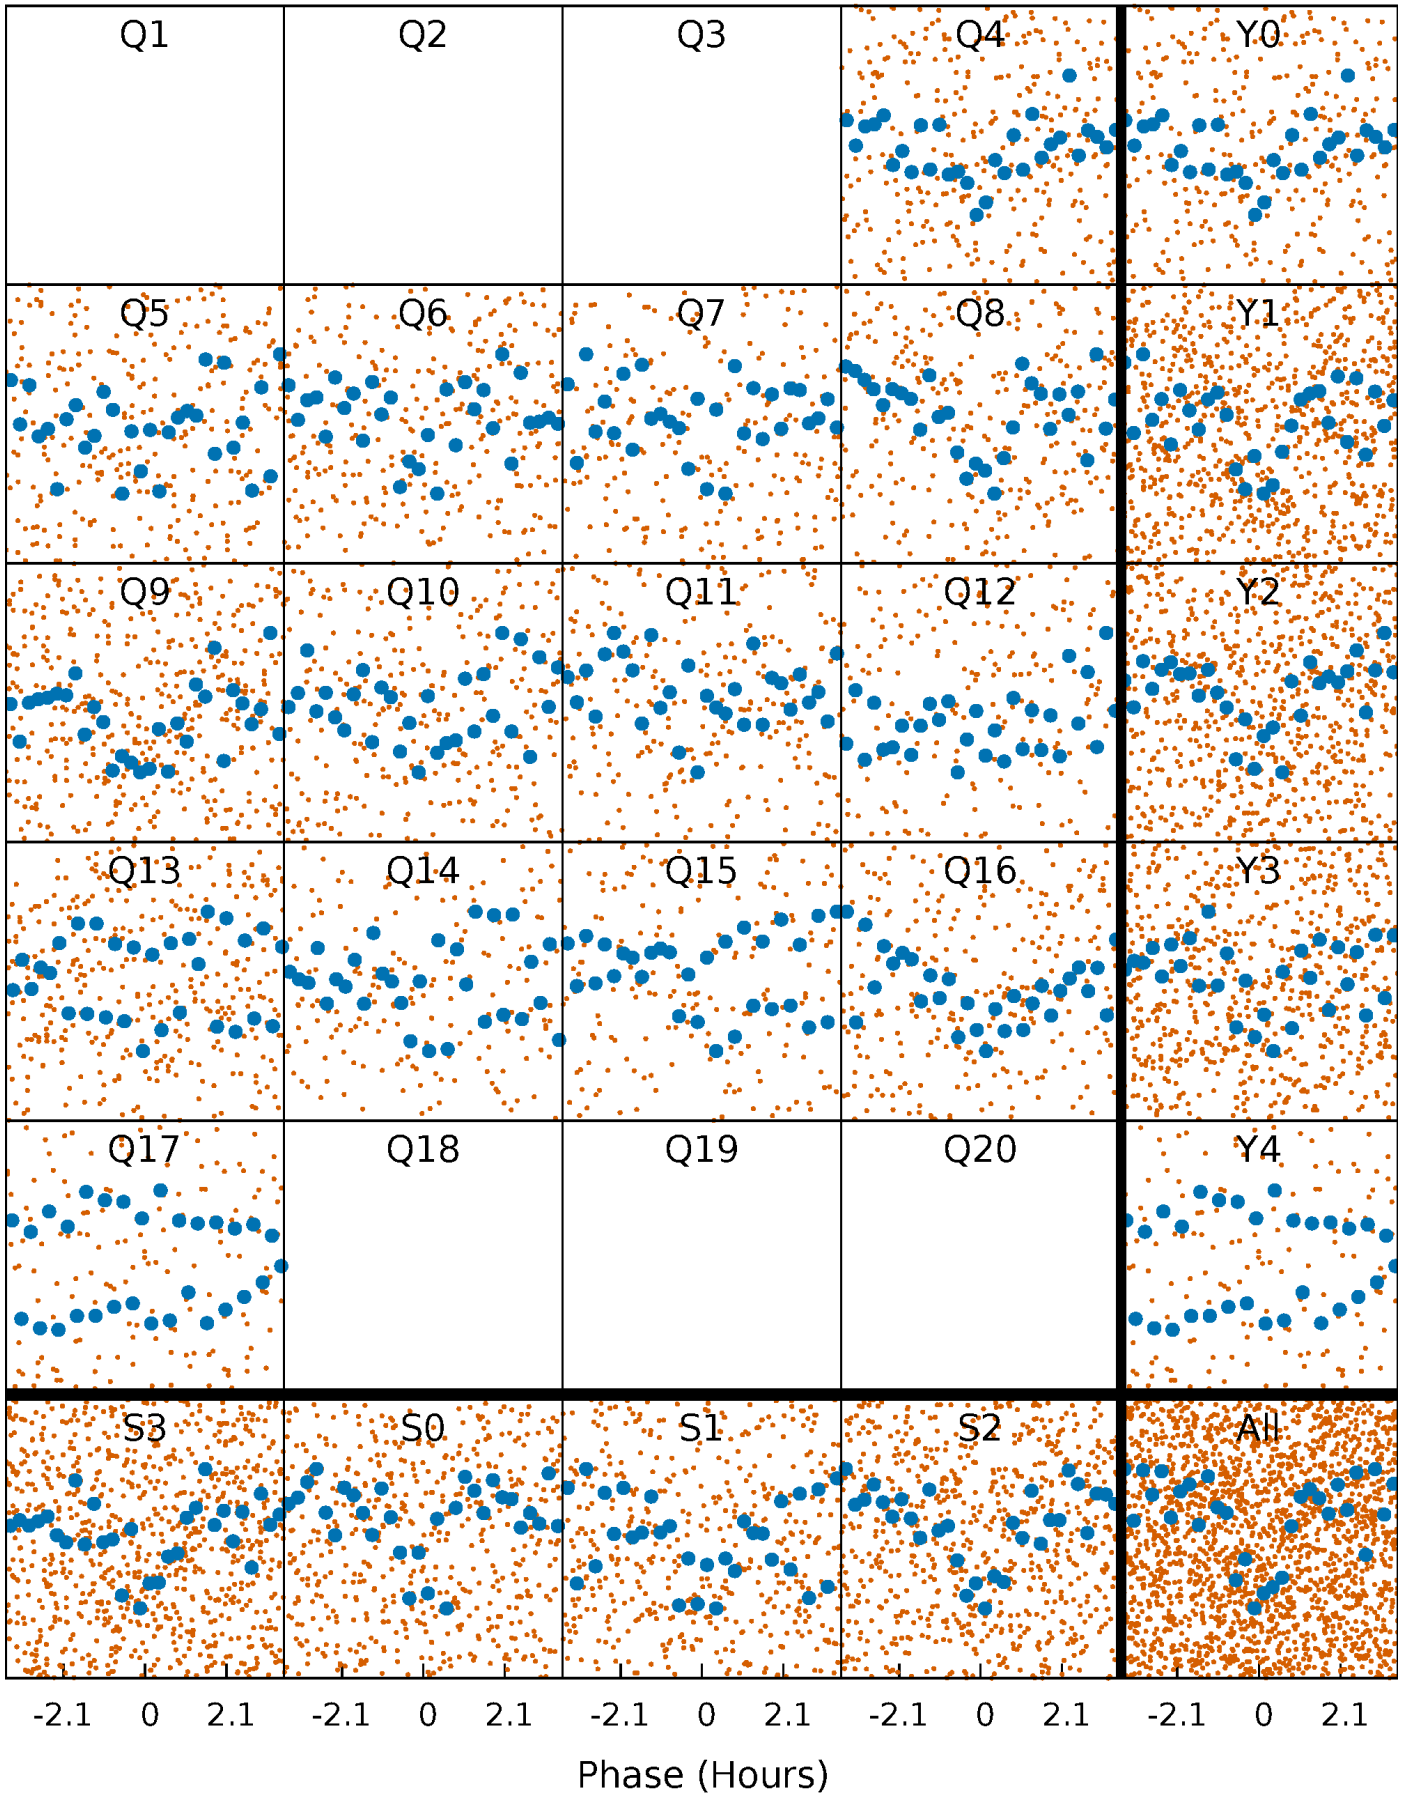 Q1 Q2 Q3 Q4 Y0
Q5 Q6 Q7 Q8 Y1
Q9 Q10 Q11 Q12 Y2
Q13 Q14 Q15 Q16 Y3
Q17 Q18 Q19 Q20 Y4
S3 S0 S1 S2 All
-2.1 0 2.1 -2.1 0 2.1 -2.1 0 2.1 -2.1 0 2.1 -2.1 0 2.1
Phase (Hours)